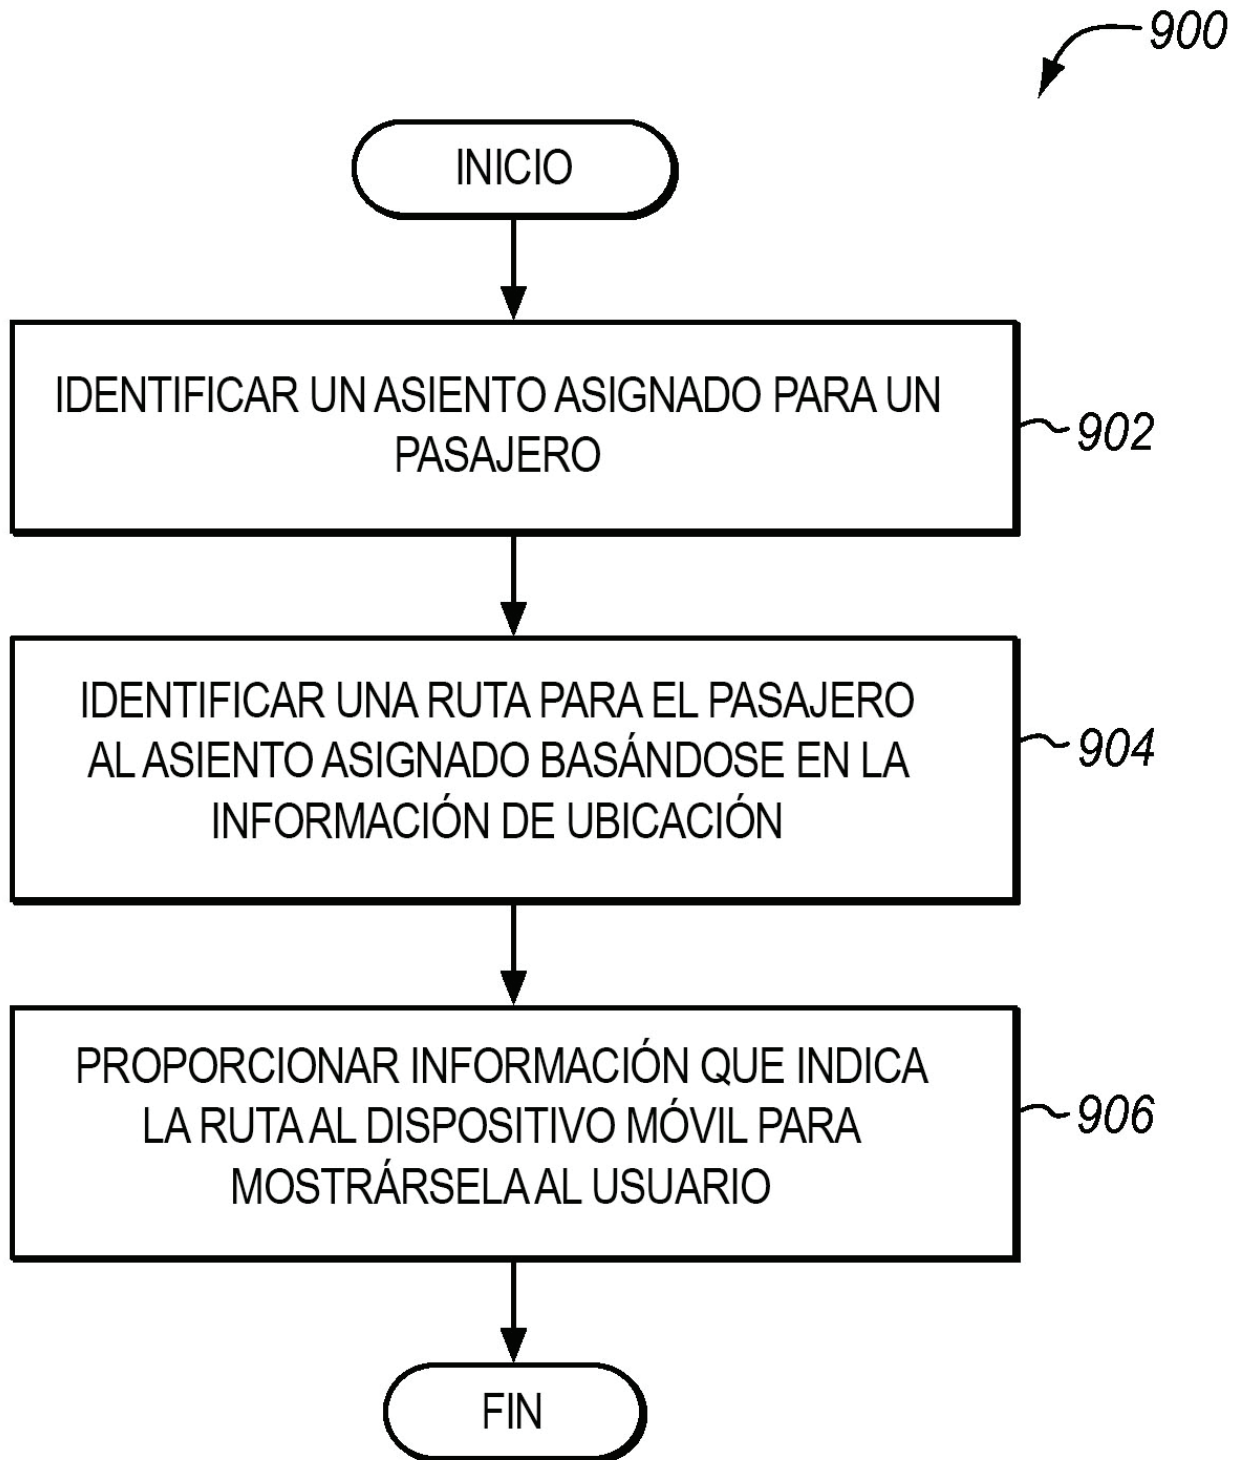 900
INICIO
IDENTIFICAR UN ASIENTO ASIGNADO PARA UN
PASAJERO
902
IDENTIFICAR UNA RUTA PARA EL PASAJERO
AL ASIENTO ASIGNADO BASÁNDOSE EN LA
INFORMACIÓN DE UBICACIÓN
904
PROPORCIONAR INFORMACIÓN QUE INDICA
LA RUTA AL DISPOSITIVO MÓVIL PARA
MOSTRÁRSELA AL USUARIO
906
FIN